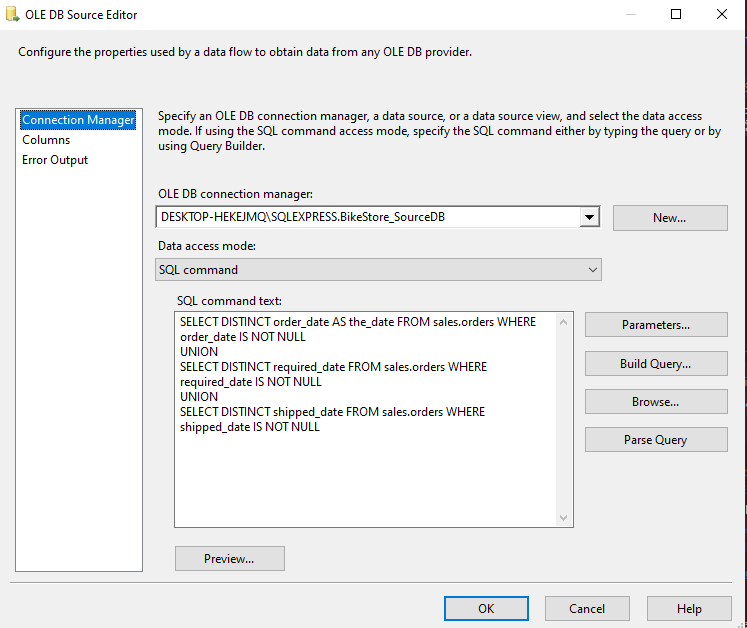 OLE DB Source Editor
Configure the properties used by a data flow to obtain data from any OLE DB provider.
Connection Manager
Columns
Error Output
Specify an OLE DB connection manager, a data source, or a data source view, and select the data access
mode. If using the SQL command access mode, specify the SQL command either by typing the query or by
using Query Builder.
OLE DB connection manager:
DESKTOP-HEKEJMQ\SQLEXPRESS.BikeStore_SourceDB
New...
Data access mode:
SQL command
SQL command text:
SELECT DISTINCT order_date AS the_date FROM sales.orders WHERE
order_date IS NOT NULL
UNION
SELECT DISTINCT required_date FROM sales.orders WHERE
required_date IS NOT NULL
UNION
SELECT DISTINCT shipped_date FROM sales.orders WHERE
shipped_date IS NOT NULL
Parameters...
Build Query...
Browse...
Parse Query
Preview...
OK
Cancel
Help